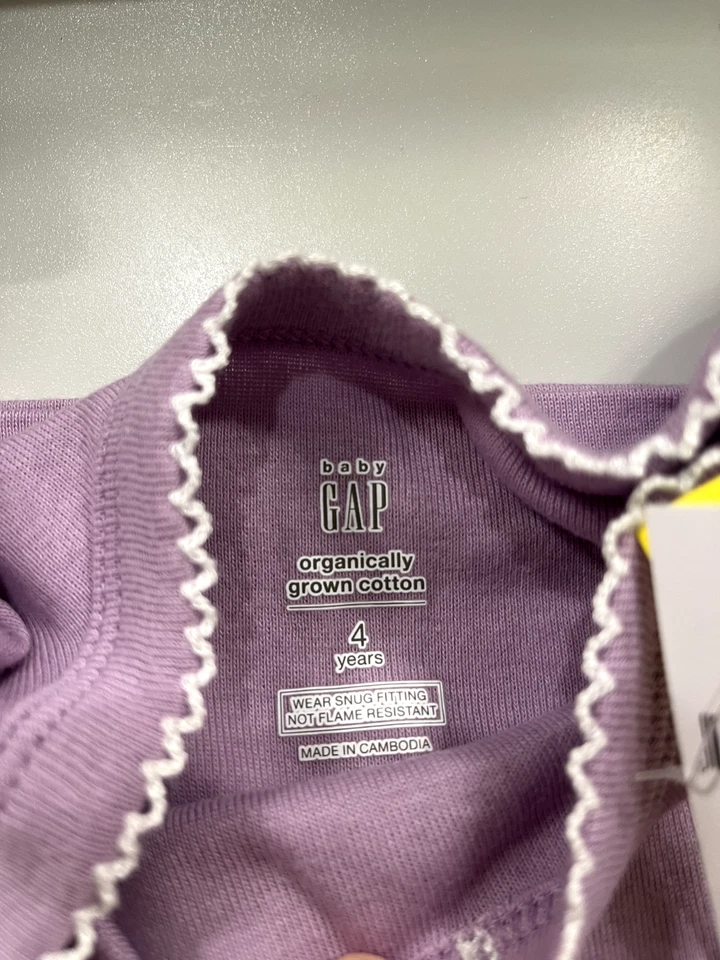 baby
GAP
organically
grown cotton
4
years
WEAR SNUG FITTING
NOT FLAME RESISTANT
MADE IN CAMBODIA